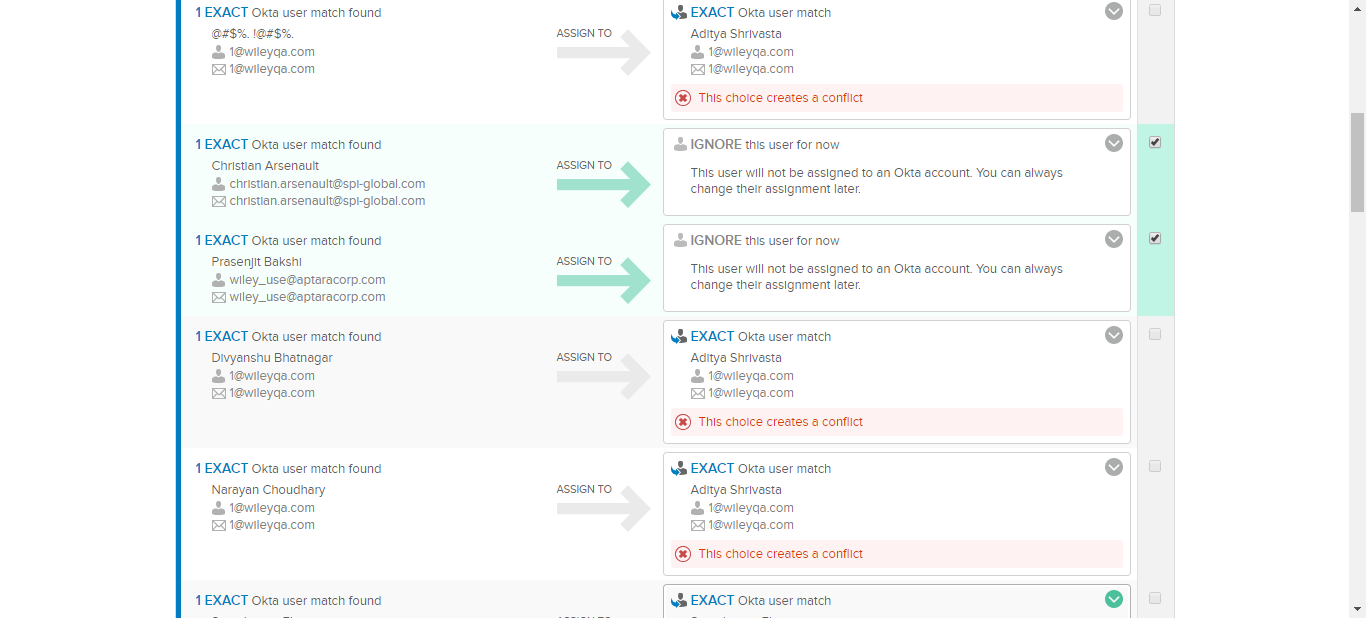 1 EXACT Okta user match found
@#$%. !@#$%.
1@wileyqa.com
1@wileyqa.com
ASSIGN TO
EXACT Okta user match
Aditya Shrivasta
1@wileyqa.com
1@wileyqa.com
This choice creates a conflict
1 EXACT Okta user match found
Christian Arsenault
christian.arsenault@spi-global.com
christian.arsenault@spi-global.com
ASSIGN TO
IGNORE this user for now
This user will not be assigned to an Okta account. You can always
change their assignment later.
1 EXACT Okta user match found
Prasenjit Bakshi
wiley_use@aptaracorp.com
wiley_use@aptaracorp.com
ASSIGN TO
IGNORE this user for now
This user will not be assigned to an Okta account. You can always
change their assignment later.
1 EXACT Okta user match found
Divyanshu Bhatnagar
1@wileyqa.com
1@wileyqa.com
ASSIGN TO
EXACT Okta user match
Aditya Shrivasta
1@wileyqa.com
1@wileyqa.com
This choice creates a conflict
1 EXACT Okta user match found
Narayan Choudhary
1@wileyqa.com
1@wileyqa.com
ASSIGN TO
EXACT Okta user match
Aditya Shrivasta
1@wileyqa.com
1@wileyqa.com
This choice creates a conflict
1 EXACT Okta user match found
EXACT Okta user match